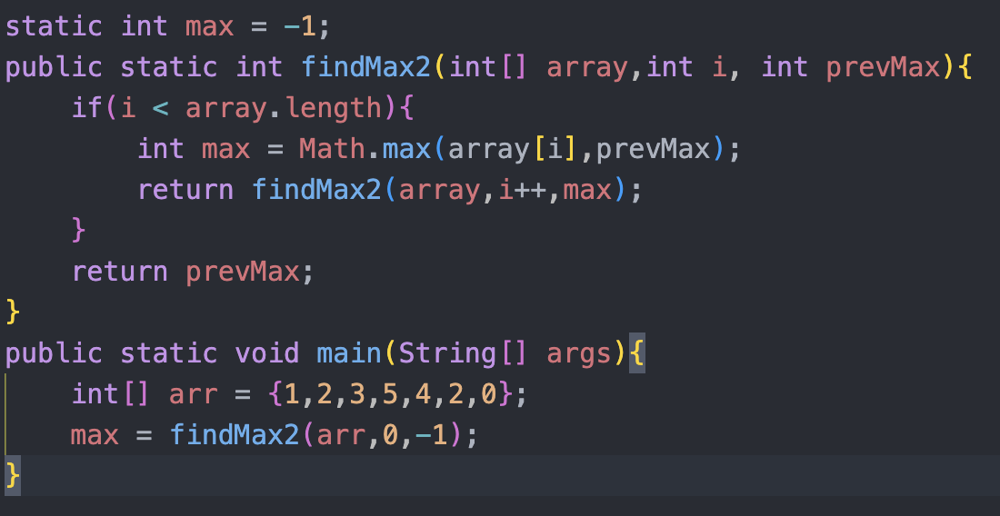 static int max = -1;
public static int findMax2(int[] array,int i, int prevMax){
    if(i < array.length){
        int max = Math.max(array[i],prevMax);
        return findMax2(array,i++,max);
    }
    return prevMax;
}
public static void main(String[] args){
    int[] arr = {1,2,3,5,4,2,0};
    max = findMax2(arr,0,-1);
}